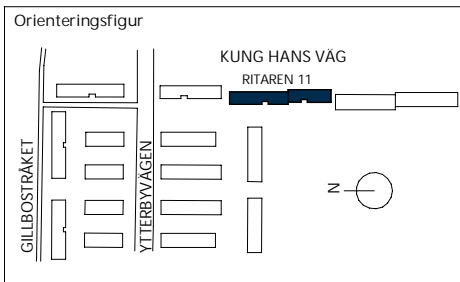 Orienteringsfigur
KUNG HANS VÄG
RITAREN 11
GILLBOSTRÅKET
YTTERBYVÄGEN
N